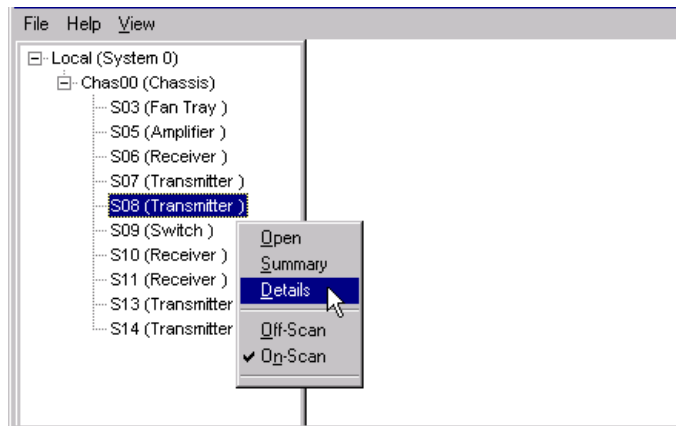 File Help View
Local (System 0)
Chas00 (Chassis)
S03 (Fan Tray )
S05 (Amplifier )
S06 (Receiver )
S07 (Transmitter )
S08 (Transmitter )
S09 (Switch )
S10 (Receiver )
S11 (Receiver )
S13 (Transmitter
S14 (Transmitter
Open
Summary
Details
Off-Scan
On-Scan